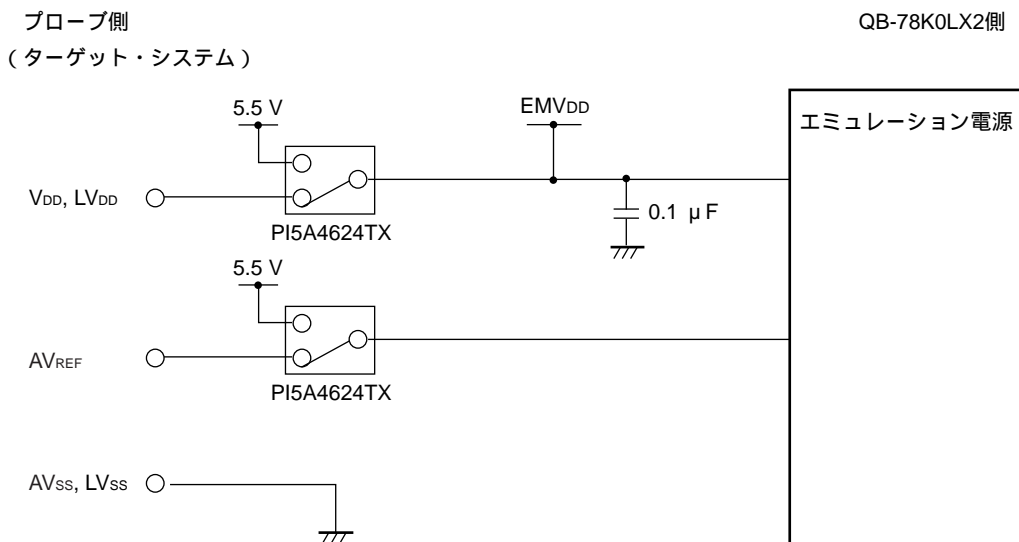 プローブ側
QB-78K0LX2側
(ターゲット・システム)
5.5 V
EMVDD
エミュレーション電源
VDD, LVDD
0.1 μF
PI5A4624TX
5.5 V
AVREF
PI5A4624TX
AVSS, LVSS